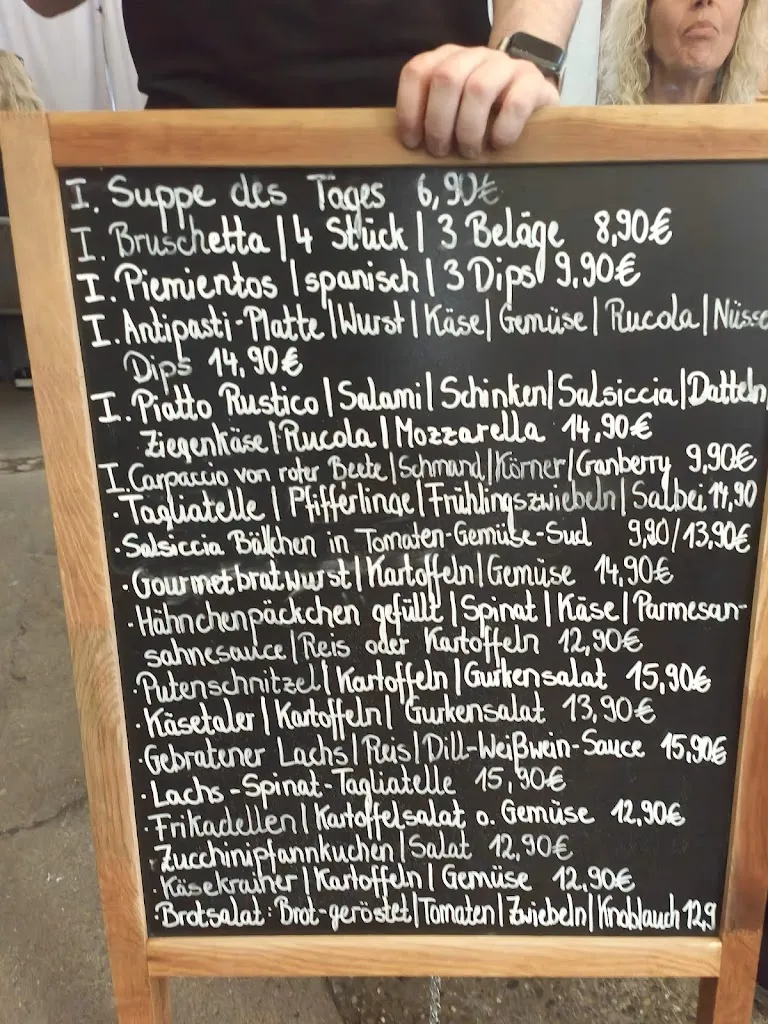 I. Suppe des Tages 6,90€
I. Bruschetta | 4 Stück | 3 Beläge 8,90€
I. Piemientos | spanisch | 3 Dips 9,90€
I. Antipasti-Platte | Wurst | Käse | Gemüse | Rucola | Nüsse
Dips 14,90€
I. Piatto Rustico | Salami | Schinken | Salsiccia | Datteln
Ziegenkäse | Rucola | Mozzarella 14,90€
I. Carpaccio von roter Beete | Schmand | Körner | Cranberry 9,90€
· Tagliatelle | Pfifferlinge | Frühlingszwiebeln | Salbei 14,90
· Salsiccia Bällchen in Tomaten-Gemüse-Sud 9,90/13,90€
· Gourmetbratwurst | Kartoffeln | Gemüse 14,90€
· Hähnchenpäckchen gefüllt | Spinat | Käse | Parmesan-
sahnesauce | Reis oder Kartoffeln 12,90€
· Putenschnitzel | Kartoffeln | Gurkensalat 15,90€
· Käsetaler | Kartoffeln | Gurkensalat 13,90€
· Gebratener Lachs | Reis | Dill-Weißwein-Sauce 15,90€
· Lachs-Spinat-Tagliatelle 15,90€
· Frikadellen | Kartoffelsalat o. Gemüse 12,90€
· Zucchinipfannkuchen | Salat 12,90€
· Käsekrainer | Kartoffeln | Gemüse 12,90€
· Brotsalat: Brot-geröstet | Tomaten | Zwiebeln | Knoblauch 12,9